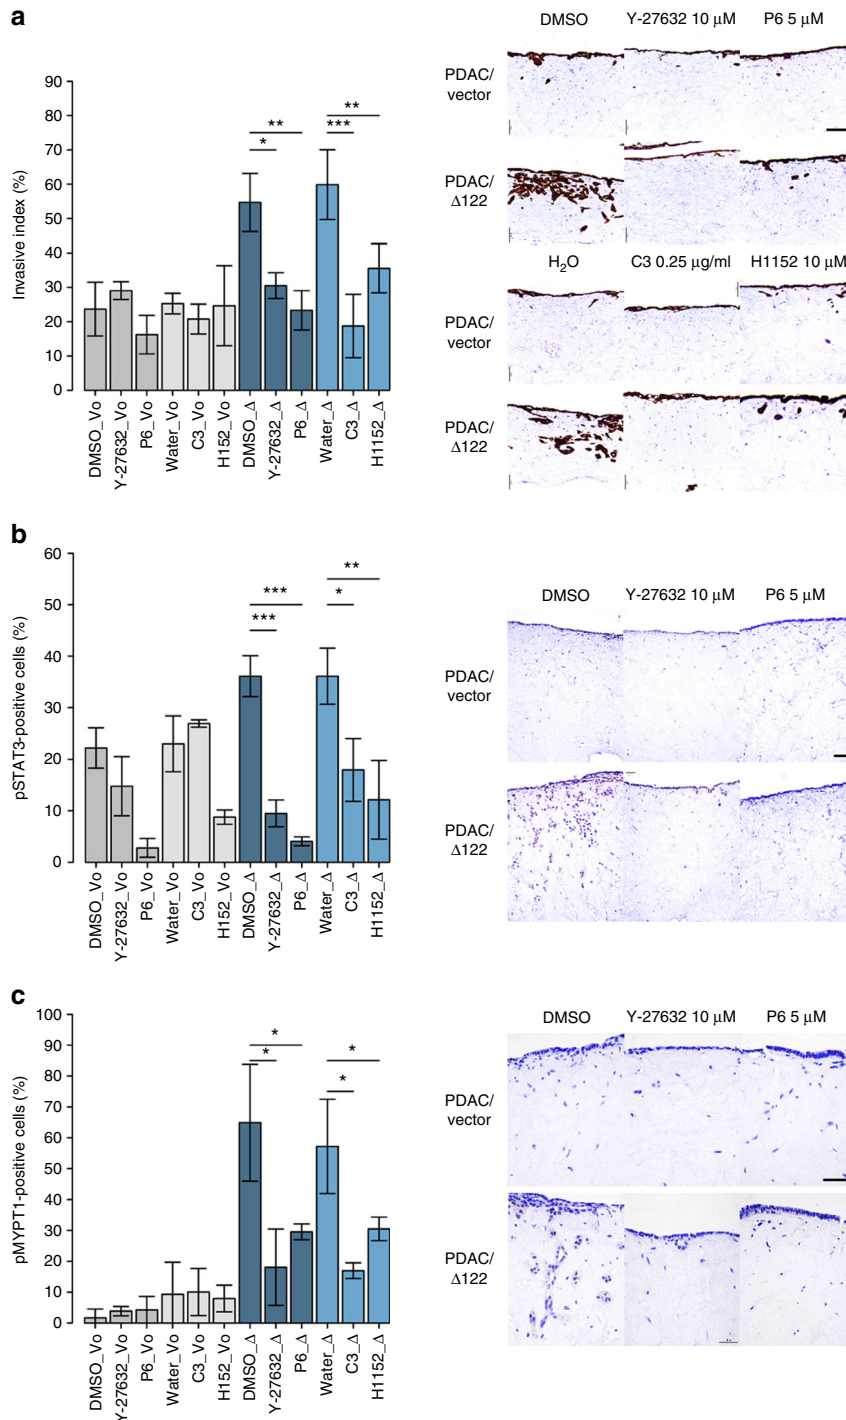 a
DMSO Y-27632 10 μM P6 5 μM
PDAC/
vector
PDAC/
Δ122
H2O C3 0.25 μg/ml H1152 10 μM
PDAC/
vector
PDAC/
Δ122
Invasive index (%)
90
80
70
60
50
40
30
20
10
0
** 
*
**
***
DMSO_Vo
Y-27632_Vo
P6_Vo
Water_Vo
C3_Vo
H152_Vo
DMSO_Δ
Y-27632_Δ
P6_Δ
Water_Δ
C3_Δ
H1152_Δ
b
pSTAT3-positive cells (%)
60
50
40
30
20
10
0
***
***
**
*
DMSO_Vo
Y-27632_Vo
P6_Vo
Water_Vo
C3_Vo
H152_Vo
DMSO_Δ
Y-27632_Δ
P6_Δ
Water_Δ
C3_Δ
H1152_Δ
DMSO Y-27632 10 μM P6 5 μM
PDAC/
vector
PDAC/
Δ122
c
pMYPT1-positive cells (%)
100
90
80
70
60
50
40
30
20
10
0
*
*
*
*
DMSO_Vo
Y-27632_Vo
P6_Vo
Water_Vo
C3_Vo
H152_Vo
DMSO_Δ
Y-27632_Δ
P6_Δ
Water_Δ
C3_Δ
H1152_Δ
DMSO Y-27632 10 μM P6 5 μM
PDAC/
vector
PDAC/
Δ122